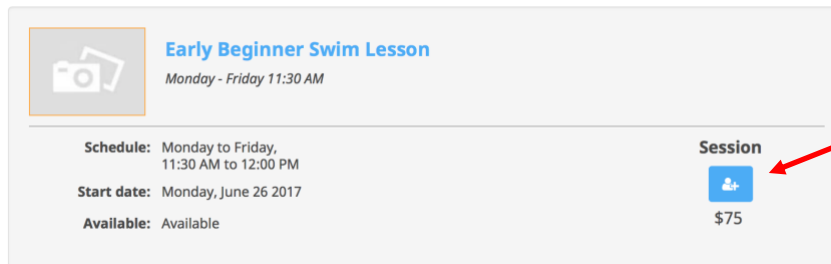 Early Beginner Swim Lesson
Monday - Friday 11:30 AM
Schedule: Monday to Friday,
11:30 AM to 12:00 PM
Session
Start date: Monday, June 26 2017
Available: Available
$75